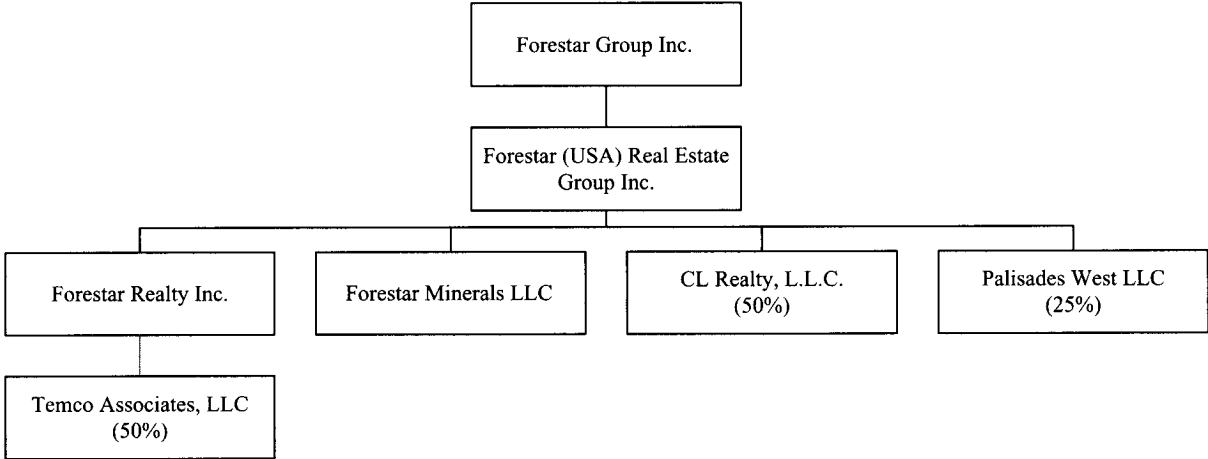 Forestar Group Inc.
Forestar (USA) Real Estate
Group Inc.
Forestar Realty Inc.
Forestar Minerals LLC
CL Realty, L.L.C.
(50%)
Palisades West LLC
(25%)
Temco Associates, LLC
(50%)